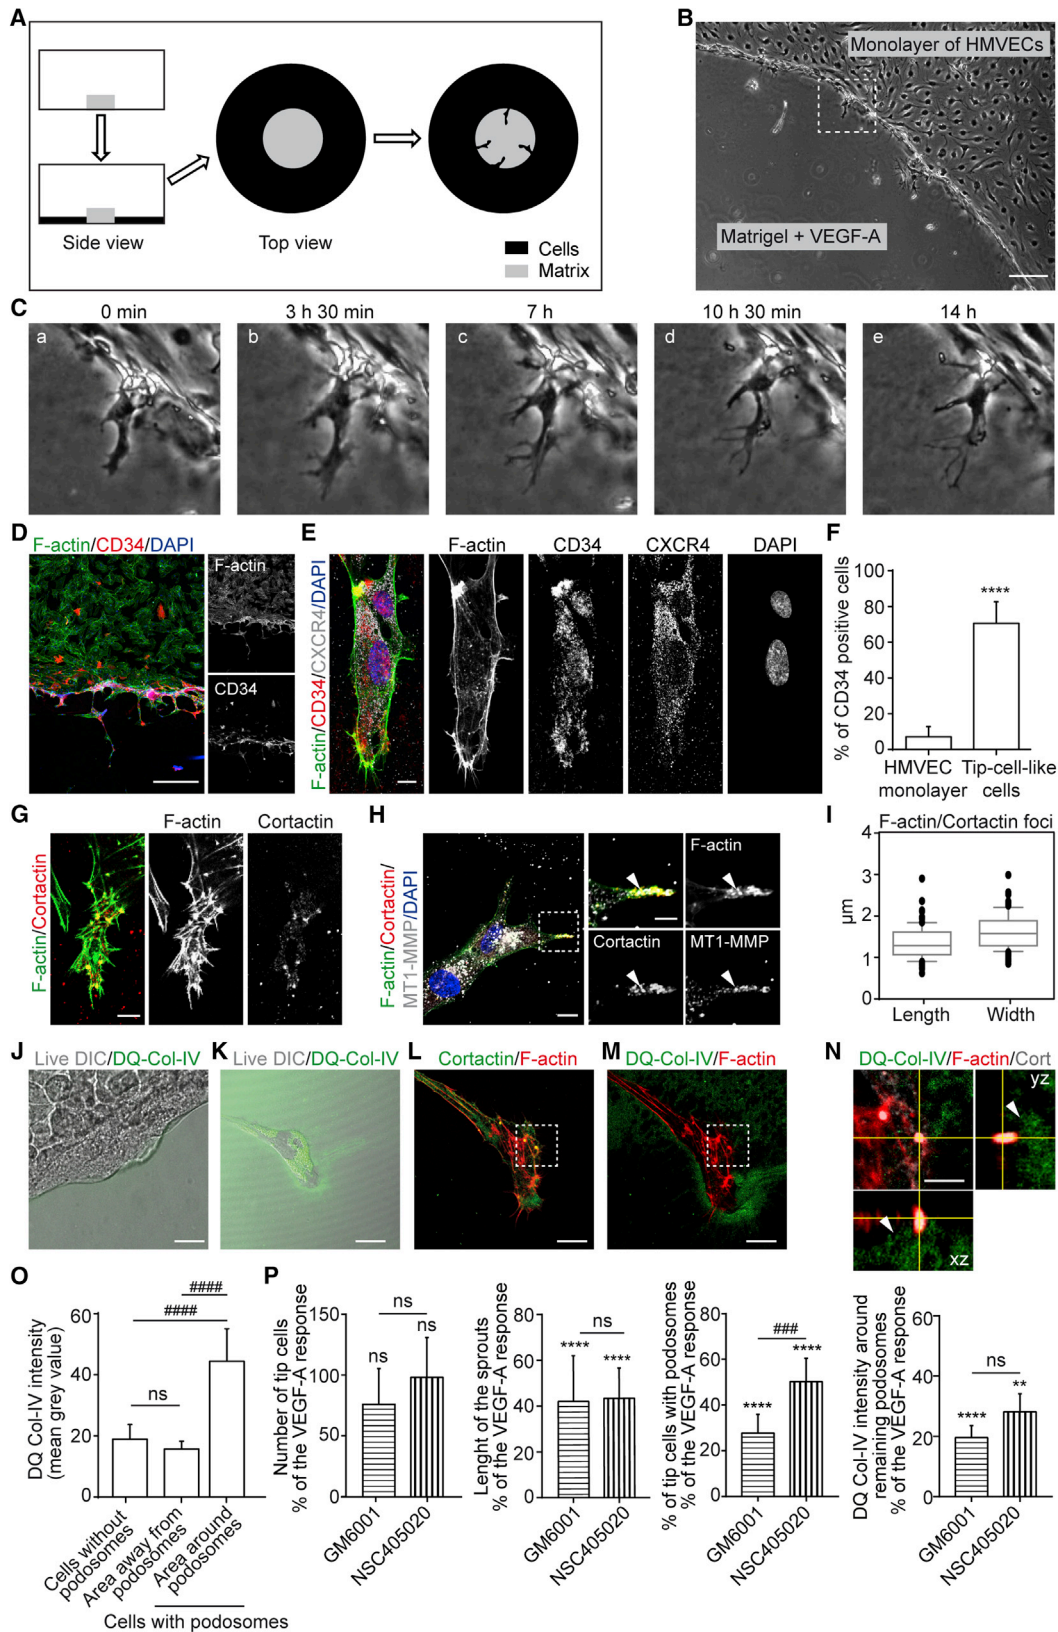 A
Side view
Top view
Cells
Matrix
B
Monolayer of HMVECs
Matrigel + VEGF-A
C
0 min
3 h 30 min
7 h
10 h 30 min
14 h
a
b
c
d
e
D
F-actin/CD34/DAPI
F-actin
CD34
E
F-actin/CD34/CXCR4/DAPI
F-actin
CD34
CXCR4
DAPI
F
% of CD34 positive cells
100
80
60
40
20
0
****
HMVEC
monolayer
Tip-cell-like
cells
G
F-actin/Cortactin
F-actin
Cortactin
H
F-actin/Cortactin/
MT1-MMP/DAPI
F-actin
Cortactin
MT1-MMP
I
F-actin/Cortactin foci
µm
4
3
2
1
0
Length
Width
J
Live DIC/DQ-Col-IV
K
Live DIC/DQ-Col-IV
L
Cortactin/F-actin
M
DQ-Col-IV/F-actin
N
DQ-Col-IV/F-actin/Cort
yz
xz
O
DQ Col-IV intensity
(mean grey value)
60
40
20
0
####
####
ns
Cells without
podosomes
Area away from
podosomes
Area around
podosomes
Cells with podosomes
P
Number of tip cells
% of the VEGF-A response
150
100
50
0
ns
ns
ns
GM6001
NSC405020
Lenght of the sprouts
% of the VEGF-A response
80
60
40
20
0
ns
****
****
GM6001
NSC405020
% of tip cells with podosomes
% of the VEGF-A response
80
60
40
20
0
###
****
****
GM6001
NSC405020
DQ Col-IV intensity around
remaining podosomes
% of the VEGF-A response
60
40
20
0
ns
**
****
GM6001
NSC405020